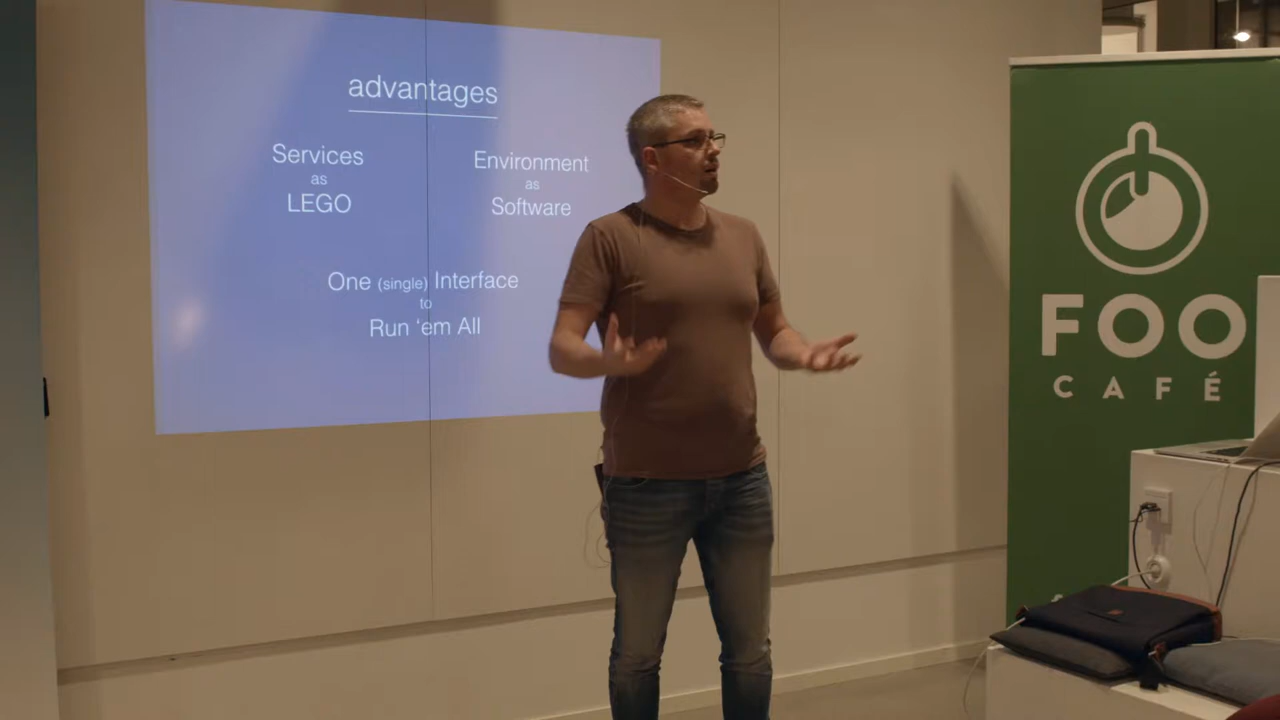 advantages
Services
as
LEGO
Environment
as
Software
One (single) Interface
to
Run 'em All
FOO
CAFÉ